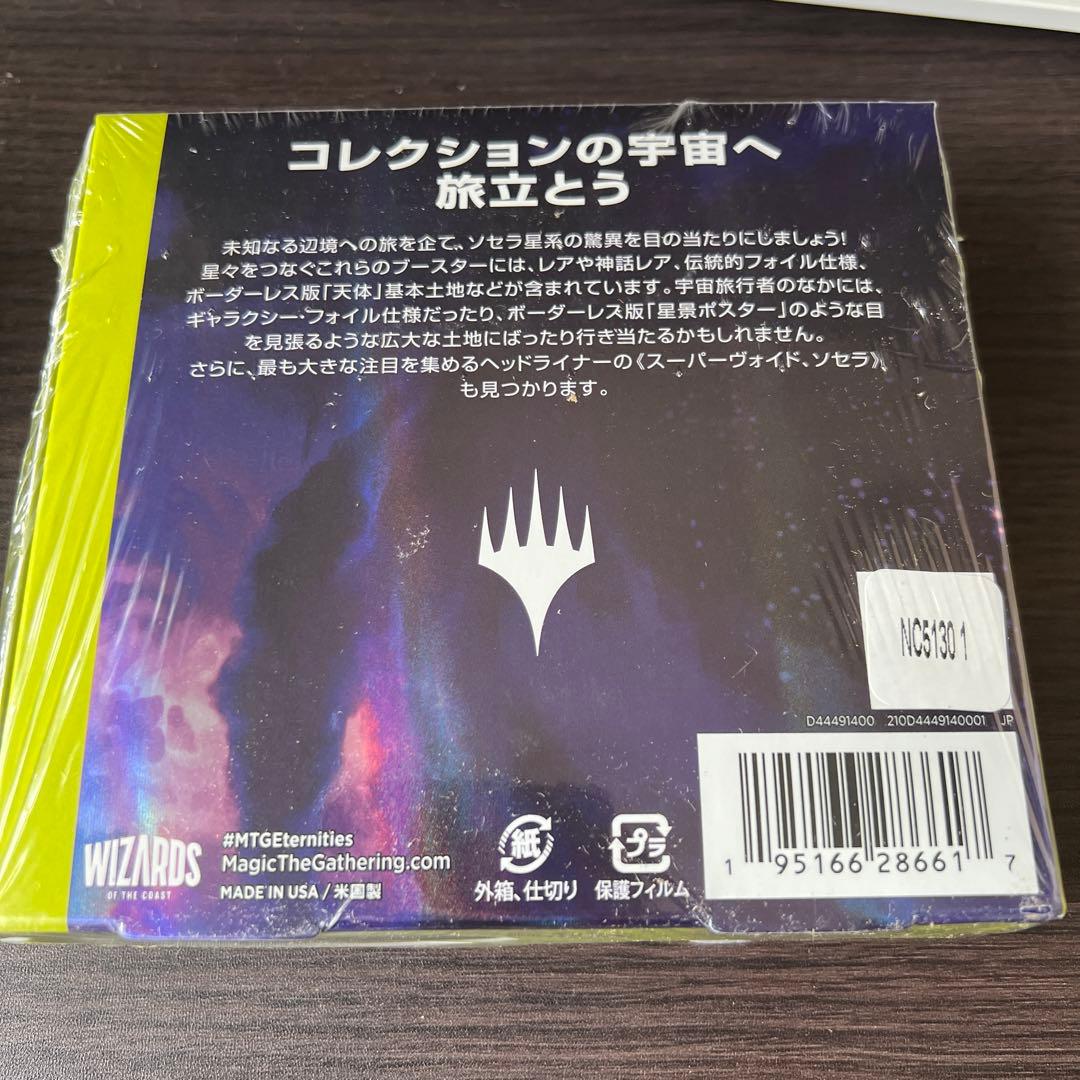 コレクションの宇宙へ
旅立とう
未知なる辺境への旅を企て、ソセラ星系の驚異を目の当たりにしましょう!
星々をつなぐこれらのブースターには、レアや神話レア、伝統的フォイル仕様、
ボーダーレス版「天体」基本土地などが含まれています。宇宙旅行者のなかには、
ギャラクシー・フォイル仕様だったり、ボーダーレス版「星景ポスター」のような目
を見張るような広大な土地にばったり行き当たるかもしれません。
さらに、最も大きな注目を集めるヘッドライナーの《スーパーヴォイド、ソセラ》
も見つかります。
NC5130 1
D44491400 210D4449140001 JP
WIZARDS
OF THE COAST
#MTGEternities
MagicTheGathering.com
MADE IN USA / 米国製
紙
外箱、仕切り
プラ
保護フィルム
1 95166 28661 7